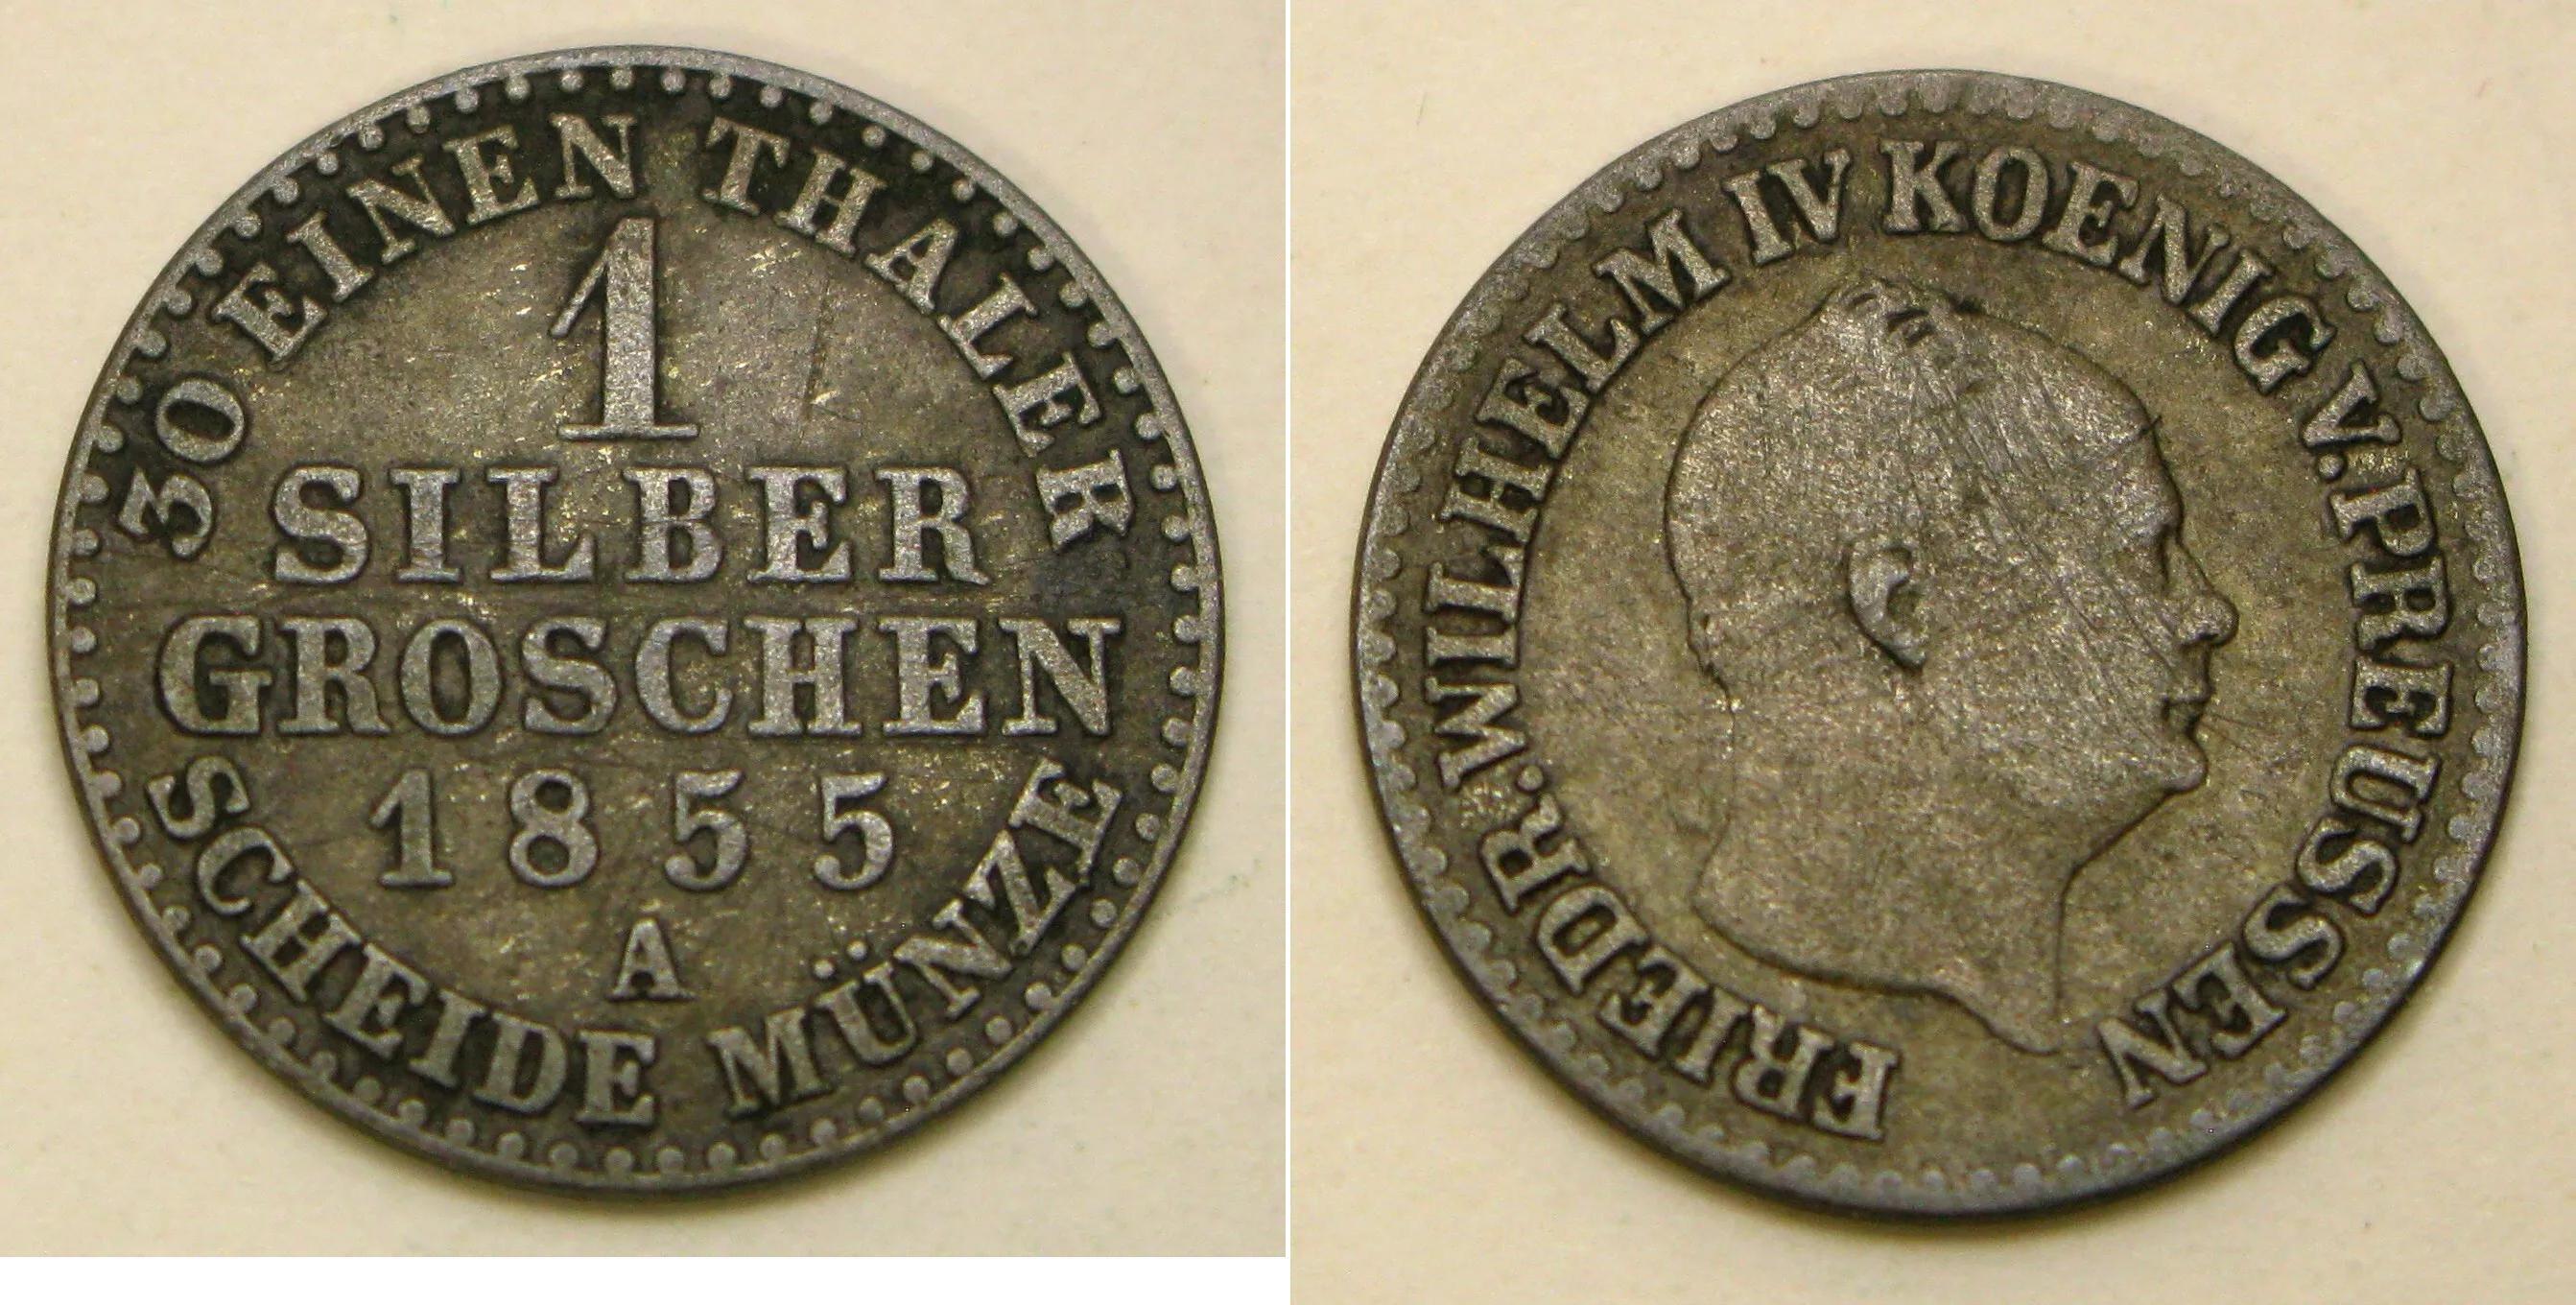 30 EINEN THALER
1
SILBER
GROSCHEN
1855
A
SCHEIDE MÜNZE
FRIEDR. WILHELM IV KOENIG V. PREUSSEN